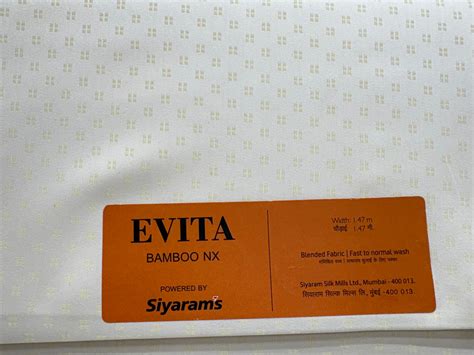 EVITA
BAMBOO NX
POWERED BY
Siyaram's
Width: 1.47 m
चौड़ाई : 1.47 मी.
Blended Fabric | Fast to normal wash
Siyaram Silk Mills Ltd., Mumbai - 400 013.
सियाराम सिल्क मिल्स लि., मुंबई - 400 013.